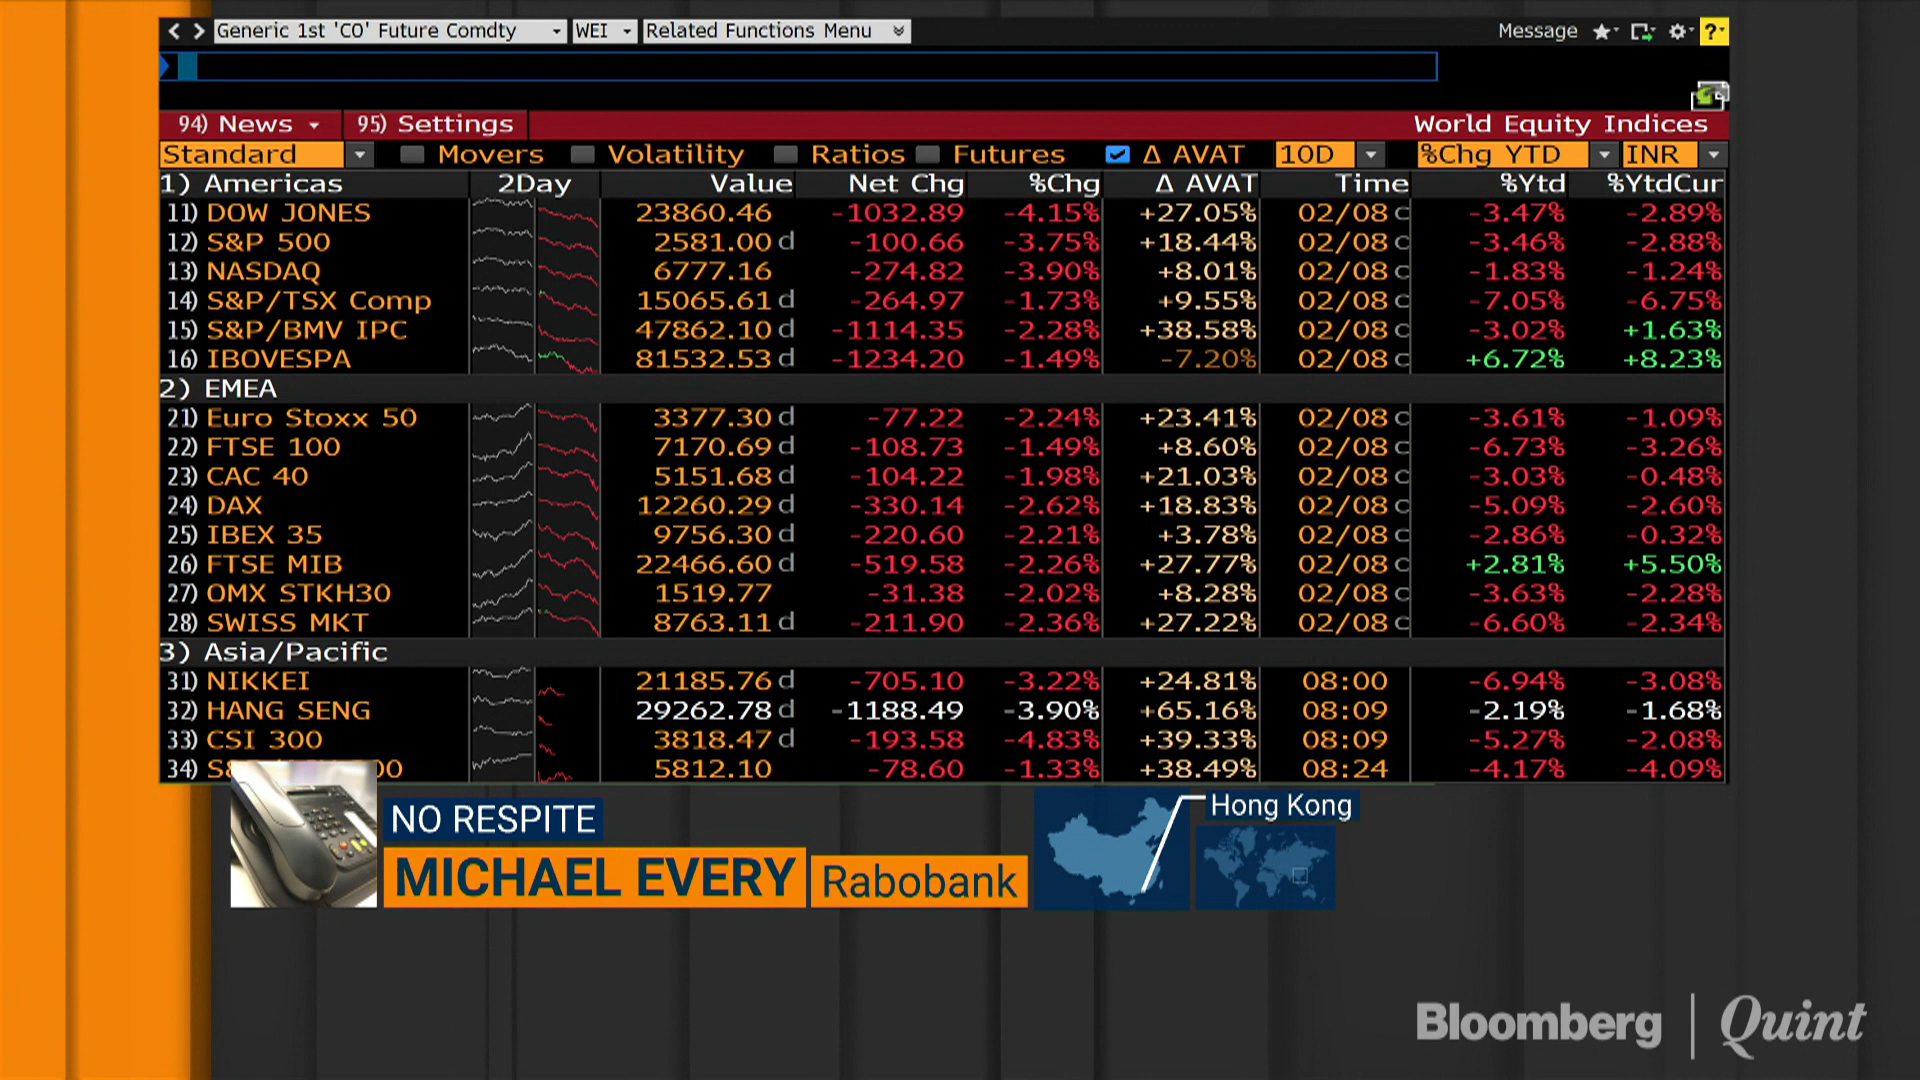 Generic 1st 'CO' Future Comdty WEI Related Functions Menu Message ?
94) News 95) Settings World Equity Indices
Standard Movers Volatility Ratios Futures Δ AVAT 10D %Chg YTD INR
1) Americas 2Day Value Net Chg %Chg Δ AVAT Time %Ytd %YtdCur
11) DOW JONES 23860.46 -1032.89 -4.15% +27.05% 02/08 c -3.47% -2.89%
12) S&P 500 2581.00 d -100.66 -3.75% +18.44% 02/08 c -3.46% -2.88%
13) NASDAQ 6777.16 -274.82 -3.90% +8.01% 02/08 c -1.83% -1.24%
14) S&P/TSX Comp 15065.61 d -264.97 -1.73% +9.55% 02/08 c -7.05% -6.75%
15) S&P/BMV IPC 47862.10 d -1114.35 -2.28% +38.58% 02/08 c -3.02% +1.63%
16) IBOVESPA 81532.53 d -1234.20 -1.49% -7.20% 02/08 c +6.72% +8.23%
2) EMEA
21) Euro Stoxx 50 3377.30 d -77.22 -2.24% +23.41% 02/08 c -3.61% -1.09%
22) FTSE 100 7170.69 d -108.73 -1.49% +8.60% 02/08 c -6.73% -3.26%
23) CAC 40 5151.68 d -104.22 -1.98% +21.03% 02/08 c -3.03% -0.48%
24) DAX 12260.29 d -330.14 -2.62% +18.83% 02/08 c -5.09% -2.60%
25) IBEX 35 9756.30 d -220.60 -2.21% +3.78% 02/08 c -2.86% -0.32%
26) FTSE MIB 22466.60 d -519.58 -2.26% +27.77% 02/08 c +2.81% +5.50%
27) OMX STKH30 1519.77 -31.38 -2.02% +8.28% 02/08 c -3.63% -2.28%
28) SWISS MKT 8763.11 d -211.90 -2.36% +27.22% 02/08 c -6.60% -2.34%
3) Asia/Pacific
31) NIKKEI 21185.76 d -705.10 -3.22% +24.81% 08:00 -6.94% -3.08%
32) HANG SENG 29262.78 d -1188.49 -3.90% +65.16% 08:09 -2.19% -1.68%
33) CSI 300 3818.47 d -193.58 -4.83% +39.33% 08:09 -5.27% -2.08%
34) 5812.10 -78.60 -1.33% +38.49% 08:24 -4.17% -4.09%
NO RESPITE
MICHAEL EVERY Rabobank
Hong Kong
Bloomberg | Quint